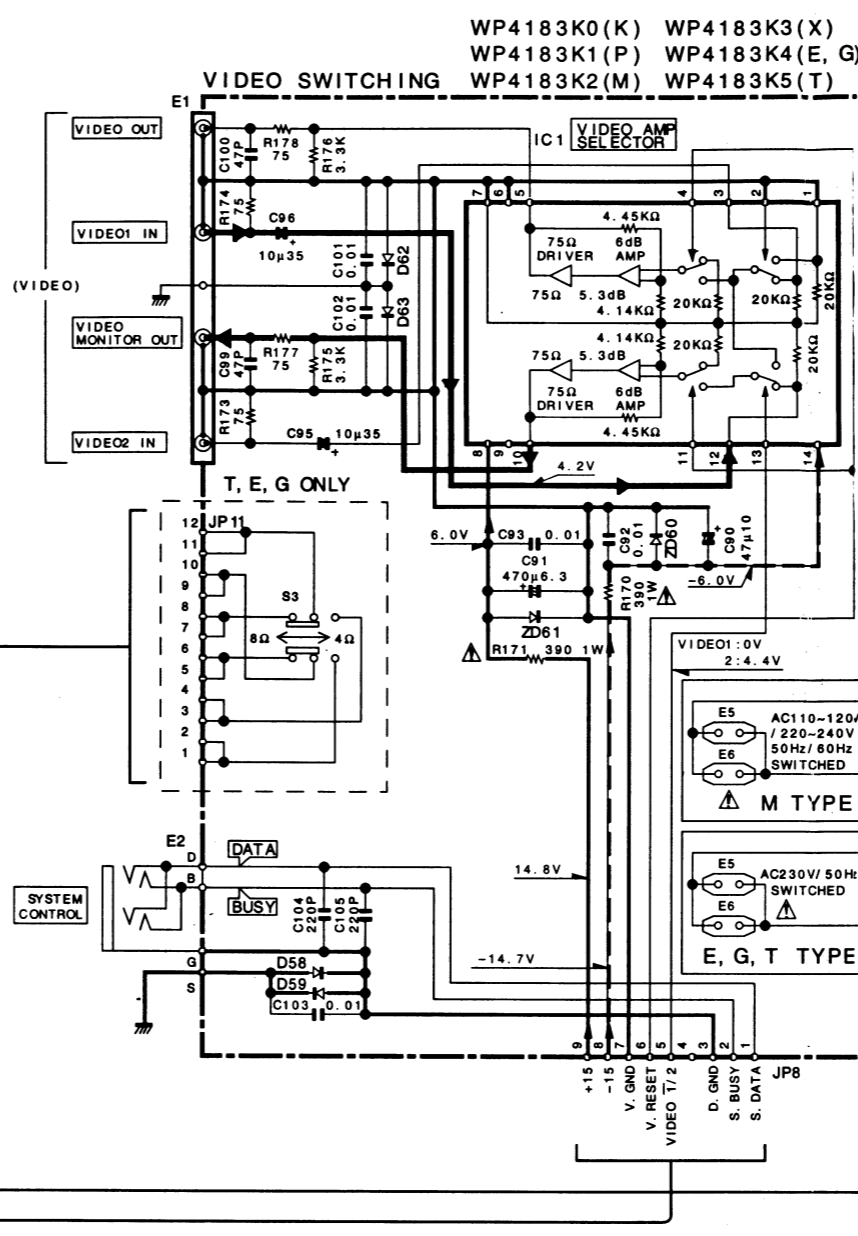 WP4183K0(K) WP4183K3(X)
WP4183K1(P) WP4183K4(E, G)
VIDEO SWITCHING WP4183K2(M) WP4183K5(T)
E1
VIDEO OUT
C100
47P
R178
75
R176
3.3K
IC1
VIDEO AMP
SELECTOR
7 6 5 4 3 2 1
R174
75
VIDEO1 IN
C96
+
10μ35
C101
0.01
D62
(VIDEO)
C102
0.01
D63
VIDEO
MONITOR OUT
C99
47P
R177
75
R175
3.3K
R173
75
VIDEO2 IN
C95 10μ35
+
4.45KΩ
75Ω
DRIVER
6dB
AMP
75Ω 5.3dB
4.14KΩ
20KΩ
20KΩ
20KΩ
4.14KΩ
75Ω 5.3dB
20KΩ
20KΩ
75Ω
DRIVER
6dB
AMP
4.45KΩ
8 9 10 11 12 13 14
4.2V
T, E, G ONLY
JP11
12
11
10
9
8
7
6
5
4
3
2
1
S3
8Ω 4Ω
6.0V
C93 0.01
C91
470μ6.3
+
ZD61
R171 390 1W
C92
0.01
ZD60
+
C90
47μ10
-6.0V
R170
390
1W
VIDEO1:0V
2:4.4V
E5
AC110~120
/220~240V
50Hz/60Hz
SWITCHED
E6
M TYPE
E5
AC230V/50Hz
SWITCHED
E6
E, G, T TYPE
E2
D
DATA
B
BUSY
SYSTEM
CONTROL
C104
220P
C105
220P
14.8V
-14.7V
G
S
D58
D59
C103 0.01
9 8 7 6 5 4 3 2 1
JP8
+15
-15
V. GND
V. RESET
VIDEO 1/2
D. GND
S. BUSY
S. DATA